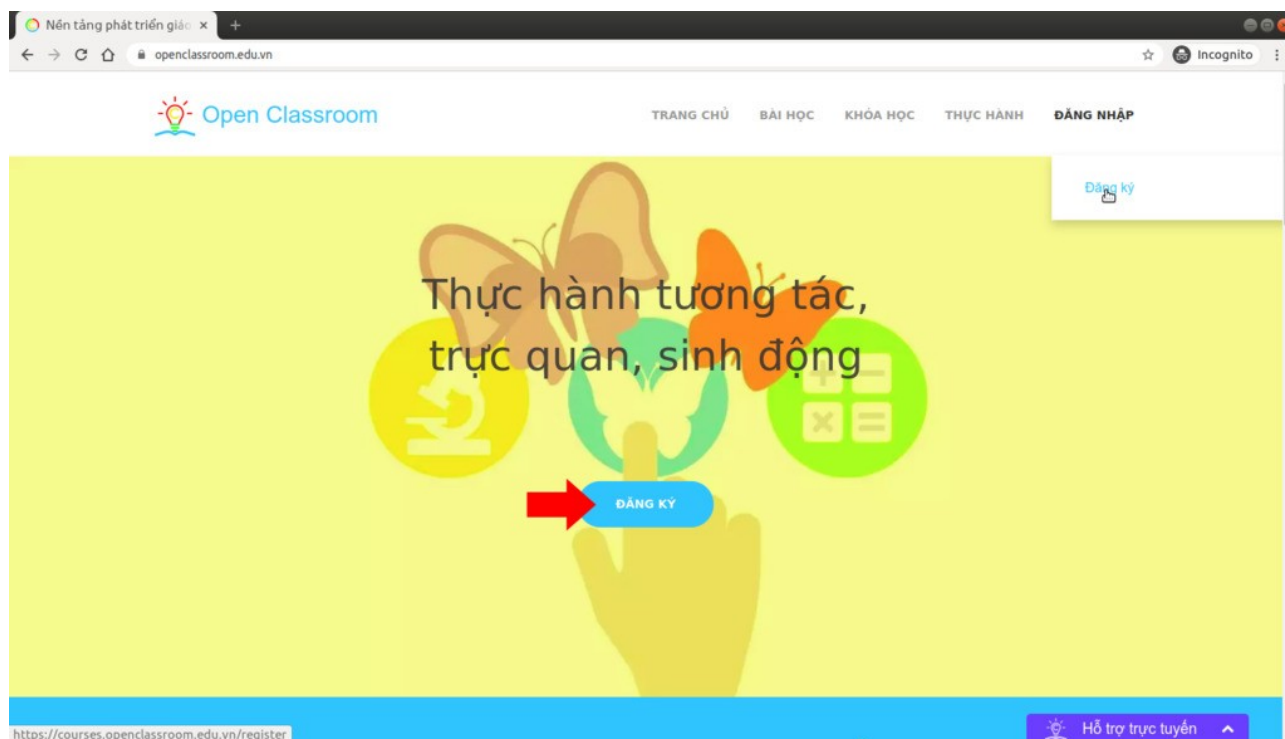 Nền tảng phát triển giáo
openclassroom.edu.vn
Incognito
Open Classroom
TRANG CHỦ BÀI HỌC KHÓA HỌC THỰC HÀNH ĐĂNG NHẬP
Đăng ký
Thực hành tương tác,
trực quan, sinh động
ĐĂNG KÝ
Hỗ trợ trực tuyến
https://courses.openclassroom.edu.vn/register